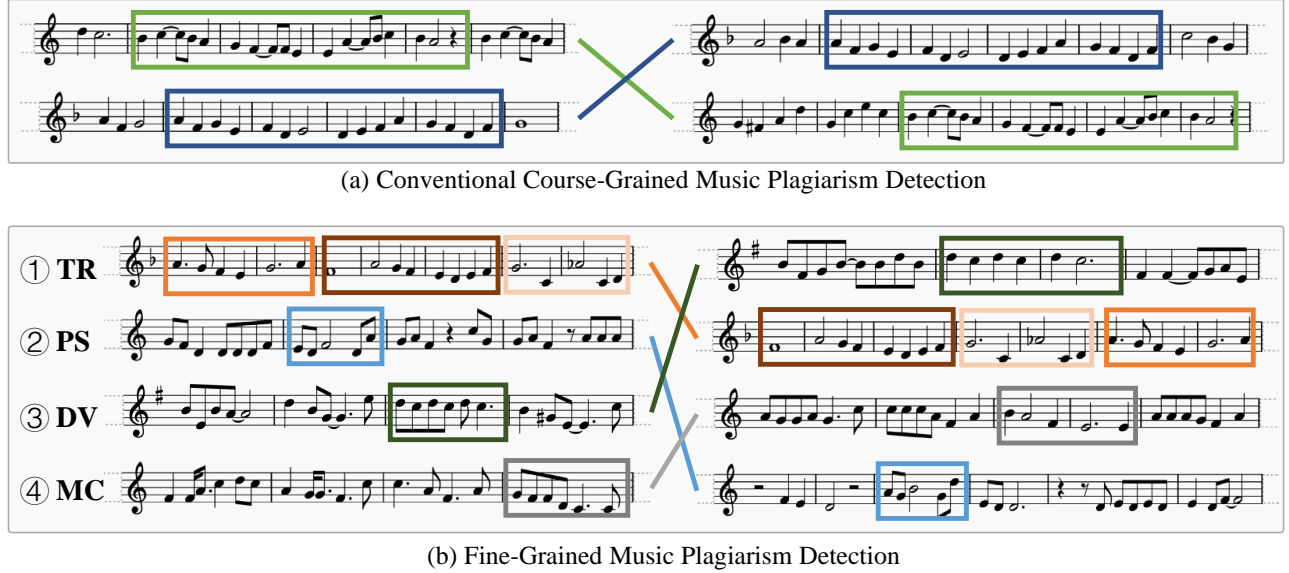 (a) Conventional Course-Grained Music Plagiarism Detection
① TR
② PS
③ DV
④ MC
(b) Fine-Grained Music Plagiarism Detection